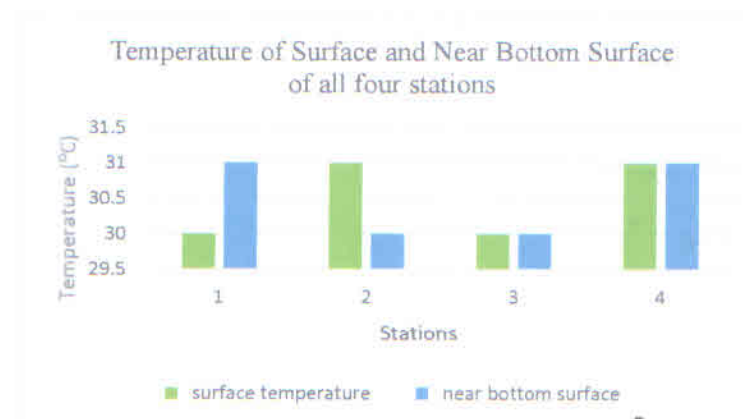 Temperature of Surface and Near Bottom Surface
of all four stations
Temperature (°C)
31.5
31
30.5
30
29.5
1 2 3 4
Stations
surface temperature near bottom surface